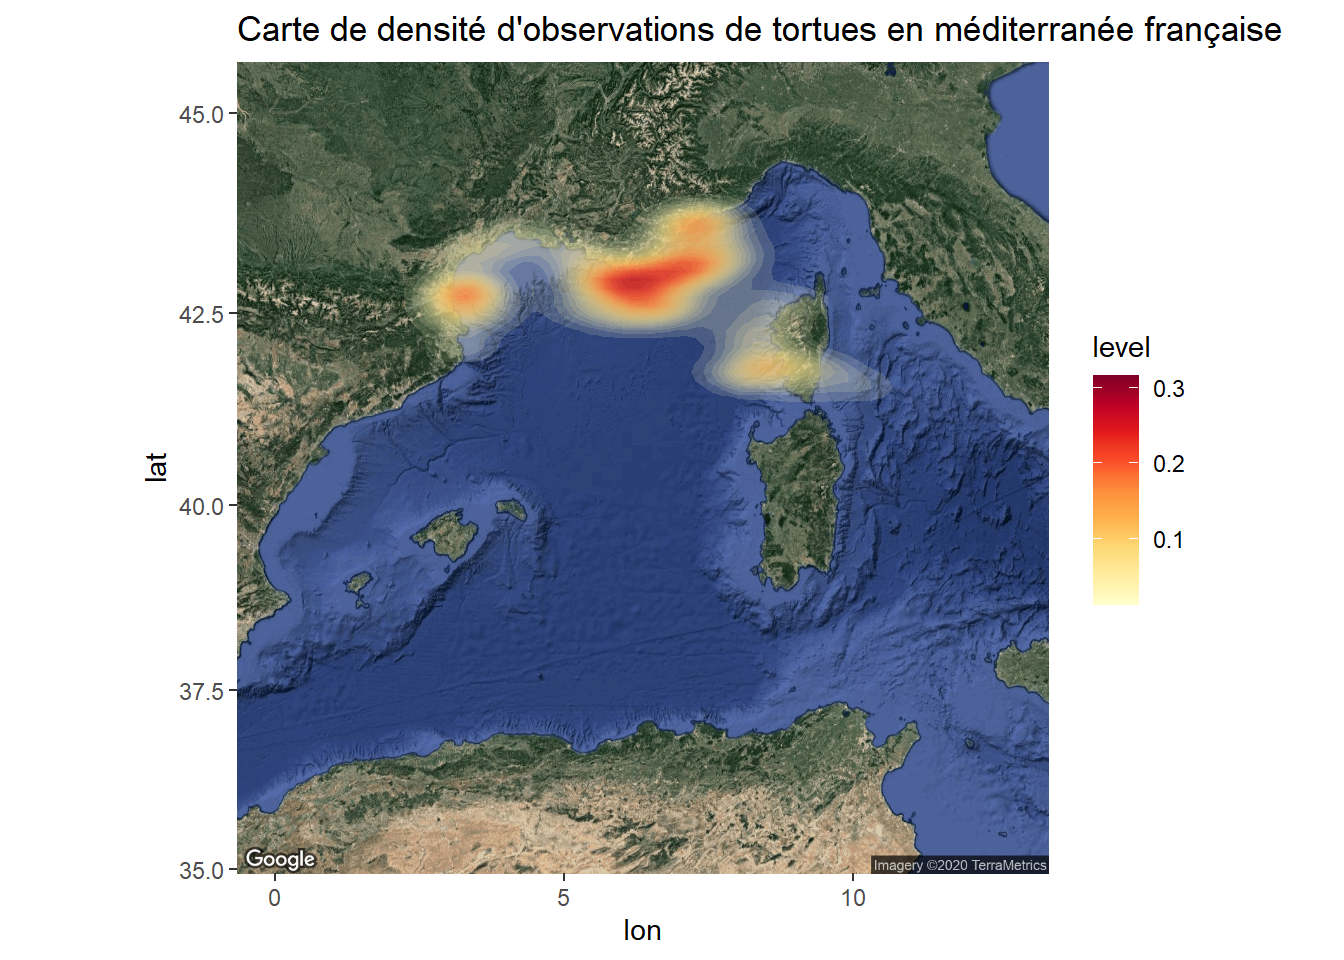 Carte de densité d'observations de tortues en méditerranée française
45.0
42.5
40.0
37.5
35.0
lat
0
5
10
lon
level
0.3
0.2
0.1
Google
Imagery ©2020 TerraMetrics